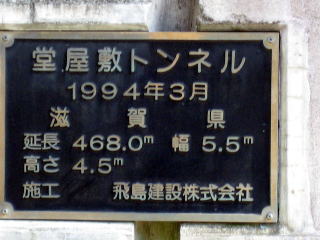 堂屋敷トンネル
1994年3月
滋賀県
延長 468.0m 幅 5.5m
高さ 4.5m
施工 飛島建設株式会社